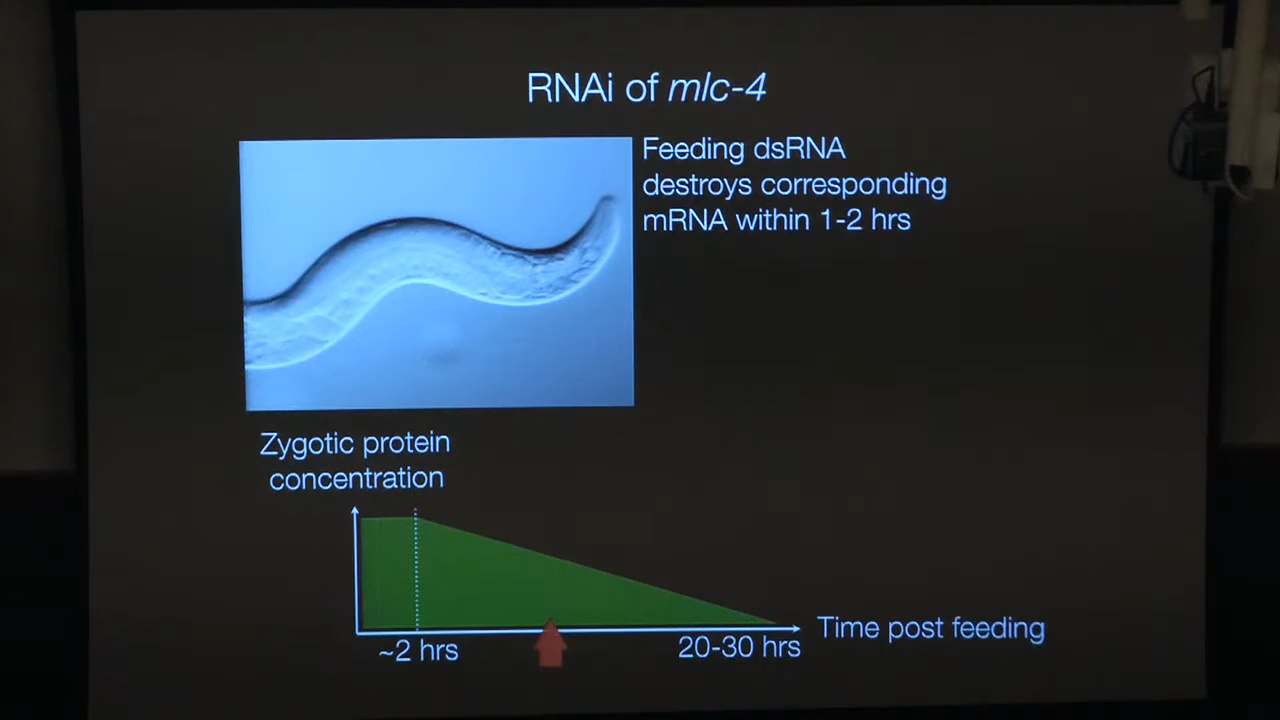 RNAi of mlc-4
Feeding dsRNA
destroys corresponding
mRNA within 1-2 hrs
Zygotic protein
concentration
Time post feeding
~2 hrs
20-30 hrs